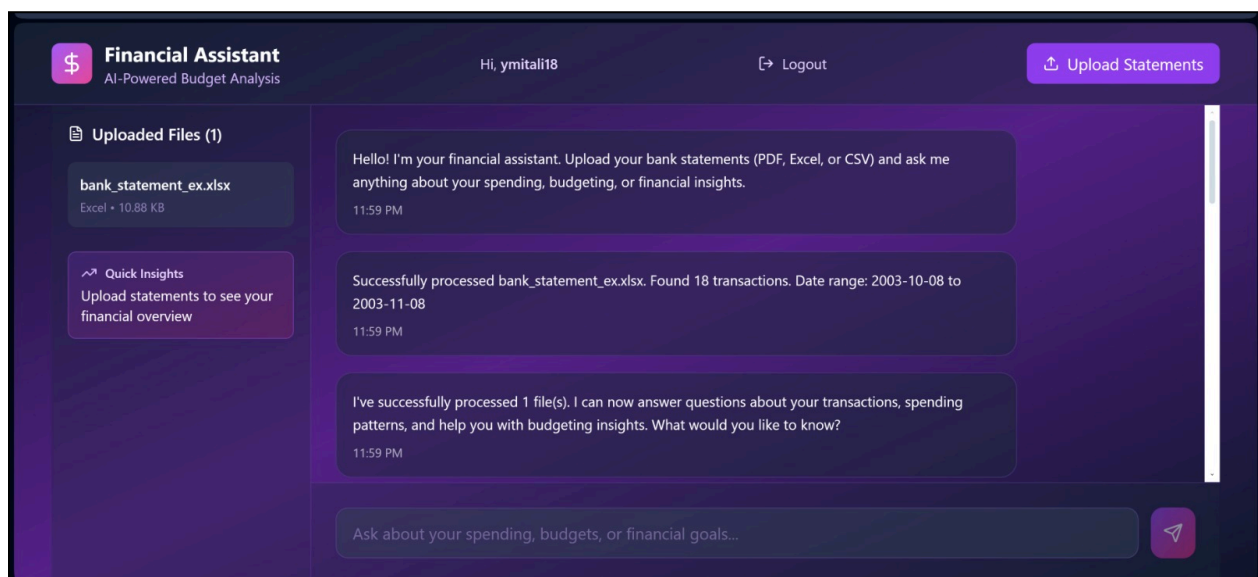 Financial Assistant
AI-Powered Budget Analysis
Hi, ymitali18
Logout
Upload Statements
Uploaded Files (1)
bank_statement_ex.xlsx
Excel • 10.88 KB
Quick Insights
Upload statements to see your
financial overview
Hello! I'm your financial assistant. Upload your bank statements (PDF, Excel, or CSV) and ask me
anything about your spending, budgeting, or financial insights.
11:59 PM
Successfully processed bank_statement_ex.xlsx. Found 18 transactions. Date range: 2003-10-08 to
2003-11-08
11:59 PM
I've successfully processed 1 file(s). I can now answer questions about your transactions, spending
patterns, and help you with budgeting insights. What would you like to know?
11:59 PM
Ask about your spending, budgets, or financial goals...